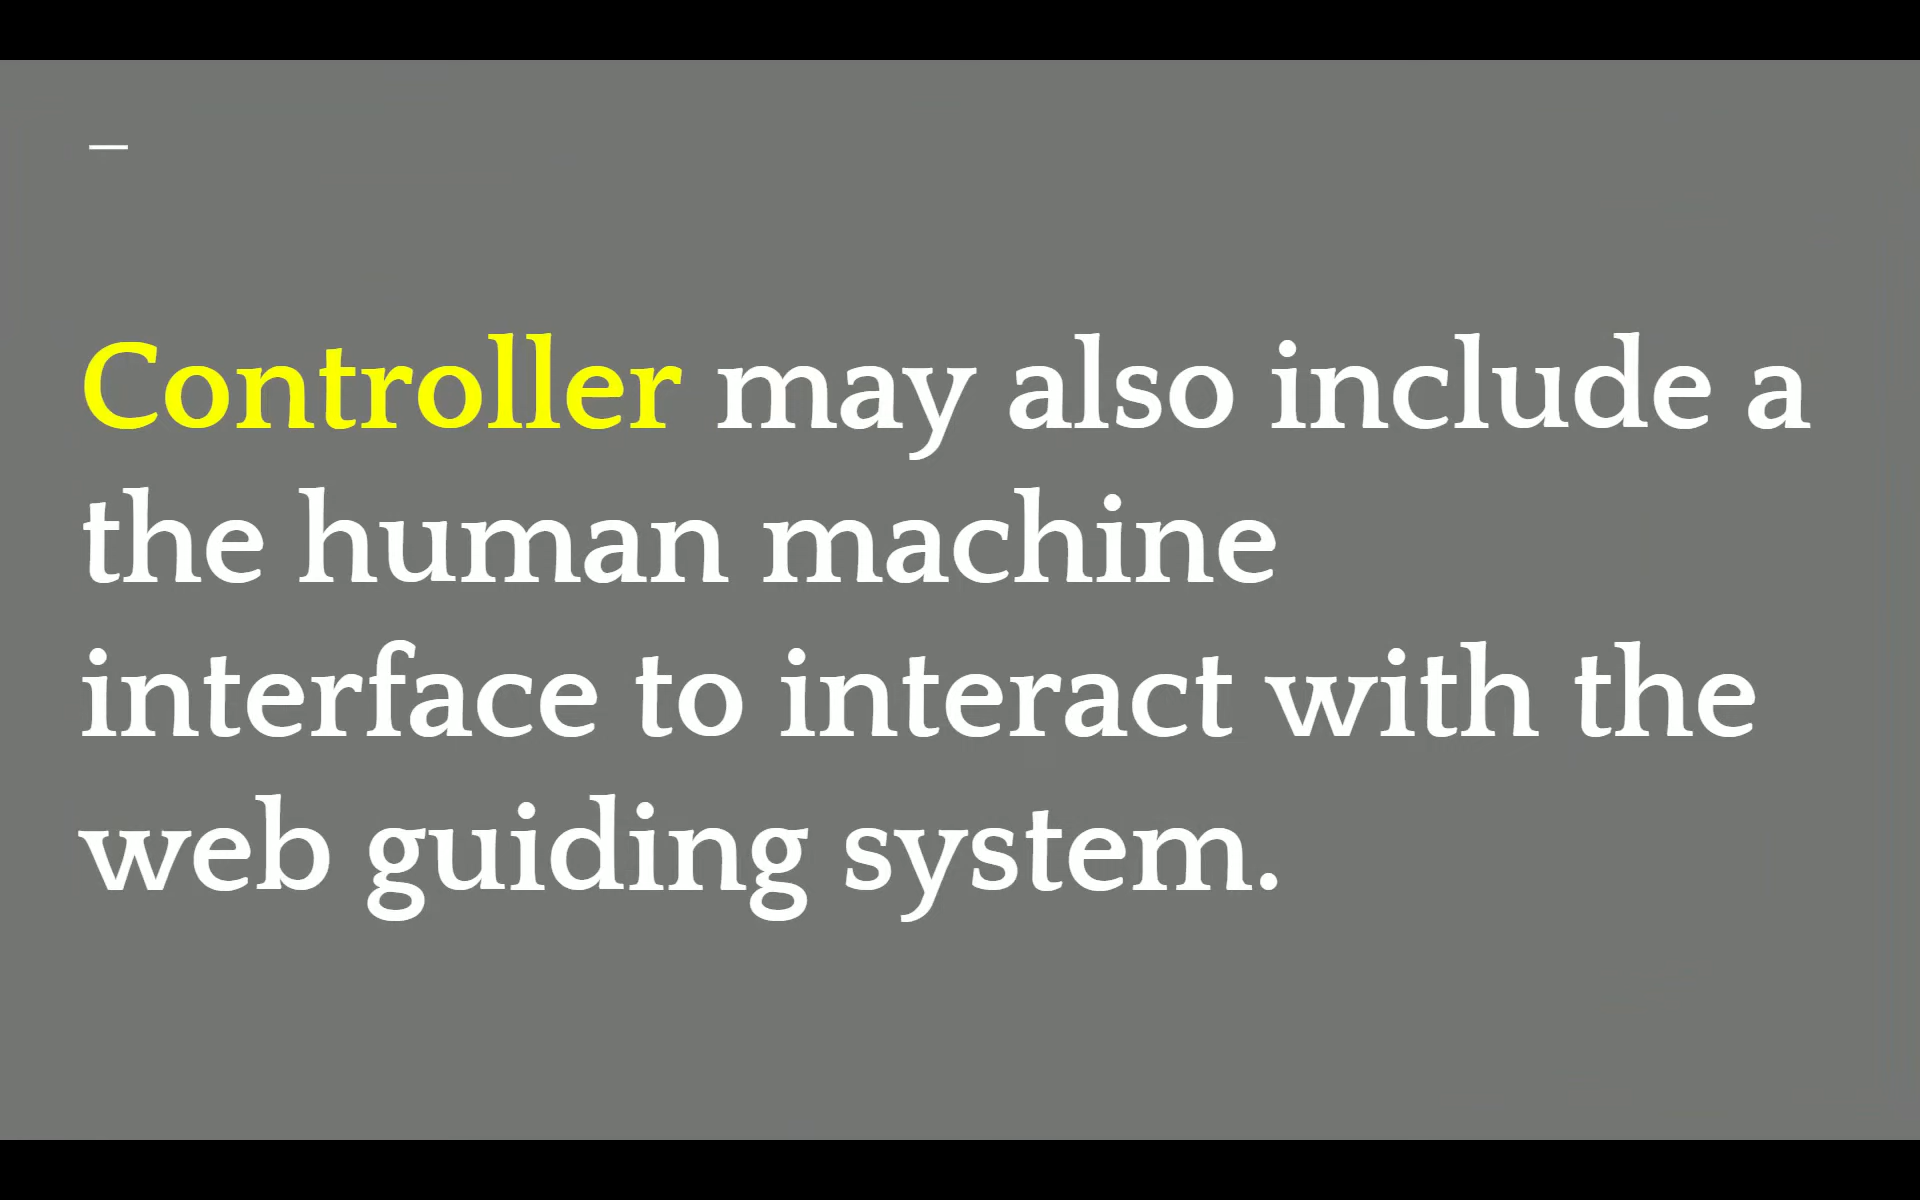 Controller may also include a
the human machine
interface to interact with the
web guiding system.